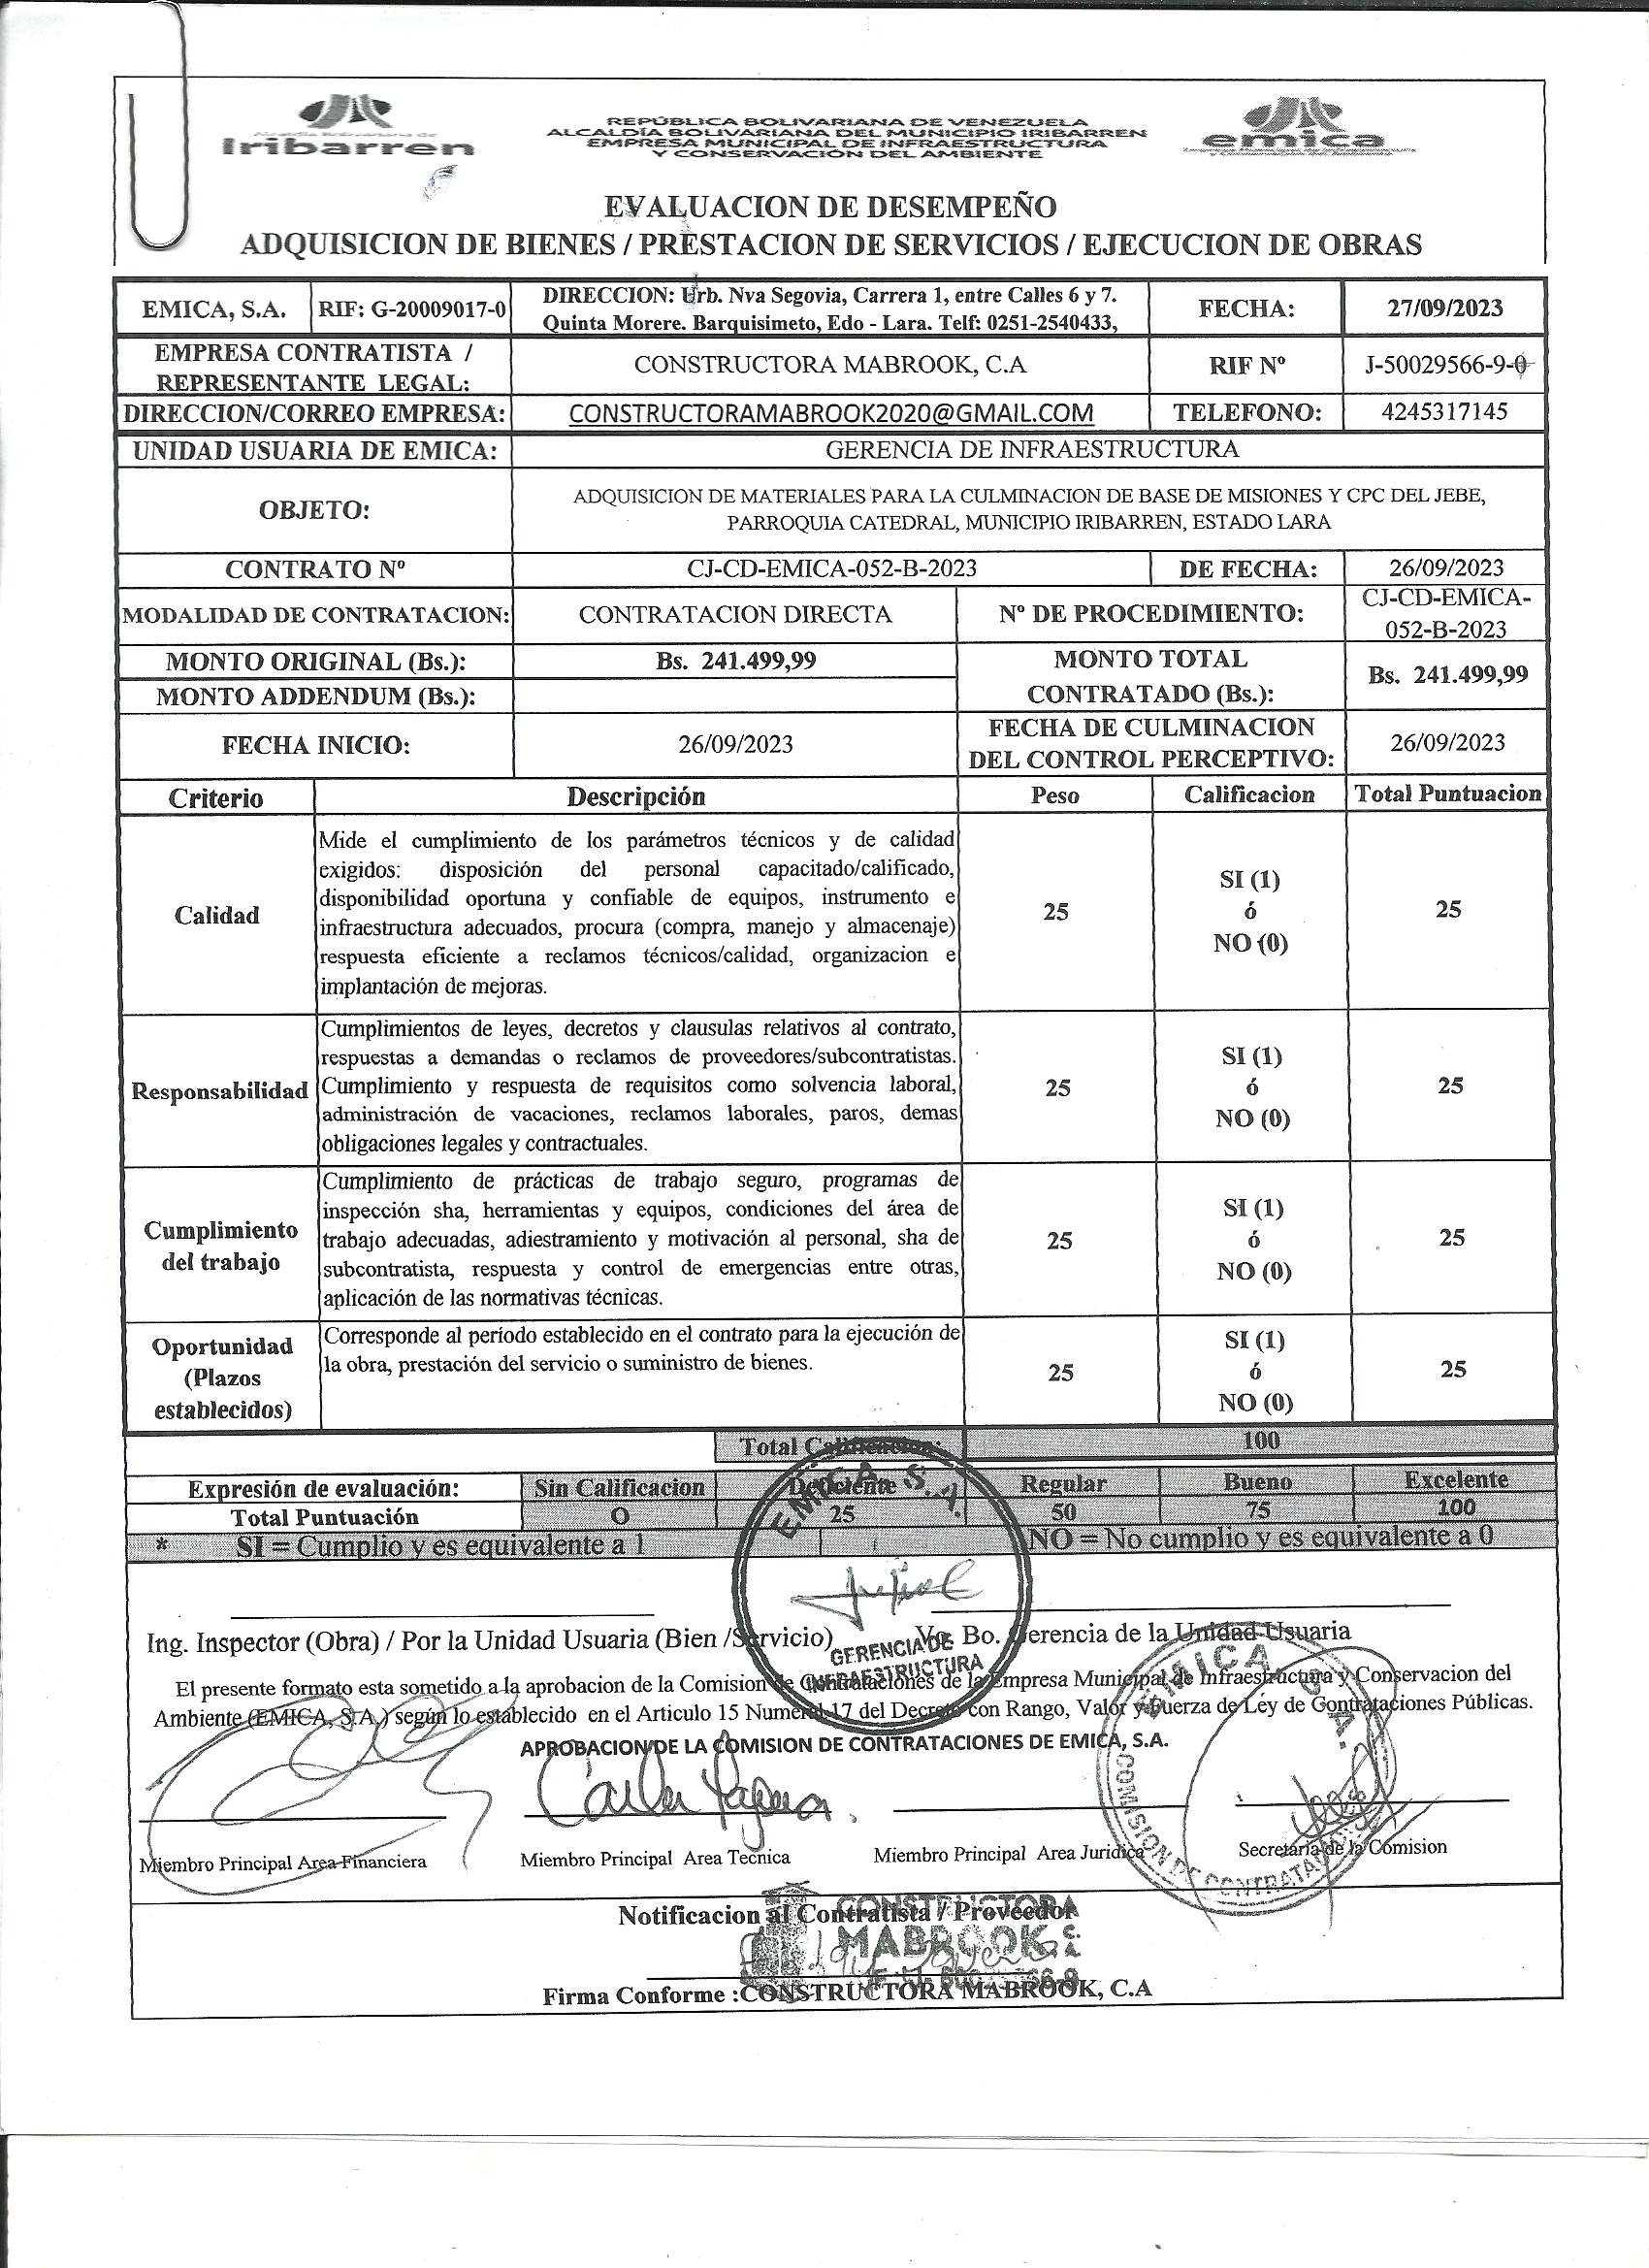 Iribarren
REPÚBLICA BOLIVARIANA DE VENEZUELA
ALCALDÍA BOLIVARIANA DEL MUNICIPIO IRIBARREN
EMPRESA MUNICIPAL DE INFRAESTRUCTURA
Y CONSERVACIÓN DEL AMBIENTE
emica
EVALUACION DE DESEMPEÑO
ADQUISICION DE BIENES / PRESTACION DE SERVICIOS / EJECUCION DE OBRAS
EMICA, S.A. RIF: G-20009017-0 DIRECCION: Urb. Nva Segovia, Carrera 1, entre Calles 6 y 7. FECHA: 27/09/2023
Quinta Morere. Barquisimeto, Edo - Lara. Telf: 0251-2540433,
EMPRESA CONTRATISTA /
REPRESENTANTE LEGAL: CONSTRUCTORA MABROOK, C.A RIF Nº J-50029566-9-0
DIRECCION/CORREO EMPRESA: CONSTRUCTORAMABROOK2020@GMAIL.COM TELEFONO: 4245317145
UNIDAD USUARIA DE EMICA: GERENCIA DE INFRAESTRUCTURA
OBJETO: ADQUISICION DE MATERIALES PARA LA CULMINACION DE BASE DE MISIONES Y CPC DEL JEBE,
PARROQUIA CATEDRAL, MUNICIPIO IRIBARREN, ESTADO LARA
CONTRATO Nº CJ-CD-EMICA-052-B-2023 DE FECHA: 26/09/2023
MODALIDAD DE CONTRATACION: CONTRATACION DIRECTA Nº DE PROCEDIMIENTO: CJ-CD-EMICA-
052-B-2023
MONTO ORIGINAL (Bs.): Bs. 241.499,99 MONTO TOTAL
CONTRATADO (Bs.): Bs. 241.499,99
MONTO ADDENDUM (Bs.):
FECHA INICIO: 26/09/2023 FECHA DE CULMINACION
DEL CONTROL PERCEPTIVO: 26/09/2023
Criterio Descripción Peso Calificacion Total Puntuacion
Calidad
Mide el cumplimiento de los parámetros técnicos y de calidad
exigidos: disposición del personal capacitado/calificado,
disponibilidad oportuna y confiable de equipos, instrumento e
infraestructura adecuados, procura (compra, manejo y almacenaje)
respuesta eficiente a reclamos técnicos/calidad, organizacion e
implantación de mejoras.
25
SI (1)
ó
NO (0)
25
Responsabilidad
Cumplimientos de leyes, decretos y clausulas relativos al contrato,
respuestas a demandas o reclamos de proveedores/subcontratistas.
Cumplimiento y respuesta de requisitos como solvencia laboral,
administración de vacaciones, reclamos laborales, paros, demas
obligaciones legales y contractuales.
25
SI (1)
ó
NO (0)
25
Cumplimiento
del trabajo
Cumplimiento de prácticas de trabajo seguro, programas de
inspección sha, herramientas y equipos, condiciones del área de
trabajo adecuadas, adiestramiento y motivación al personal, sha de
subcontratista, respuesta y control de emergencias entre otras,
aplicación de las normativas técnicas.
25
SI (1)
ó
NO (0)
25
Oportunidad
(Plazos
establecidos)
Corresponde al período establecido en el contrato para la ejecución de
la obra, prestación del servicio o suministro de bienes.
25
SI (1)
ó
NO (0)
25
Total Calificacion: 100
Expresión de evaluación: Sin Calificacion Deficiente Regular Bueno Excelente
Total Puntuación O 25 50 75 100
* SI = Cumplio y es equivalente a 1 NO = No cumplio y es equivalente a 0
EMICA S.A.
GERENCIA DE
INFRAESTRUCTURA
Ing. Inspector (Obra) / Por la Unidad Usuaria (Bien /Servicio) Vo. Bo. Gerencia de la Unidad Usuaria
El presente formato esta sometido a la aprobacion de la Comision de Contrataciones de la Empresa Municipal de Infraestructura y Conservacion del
Ambiente (EMICA, S.A.) según lo establecido en el Articulo 15 Numeral 17 del Decreto con Rango, Valor y Fuerza de Ley de Contrataciones Públicas.
APROBACION DE LA COMISION DE CONTRATACIONES DE EMICA, S.A.
EMICA S.A.
COMISION DE CONTRATACIONES
Miembro Principal Area Financiera Miembro Principal Area Tecnica Miembro Principal Area Juridica Secretaria de la Comision
Notificacion al Contratista / Proveedor
CONSTRUCTORA
MABROOK C.A
Firma Conforme :CONSTRUCTORA MABROOK, C.A